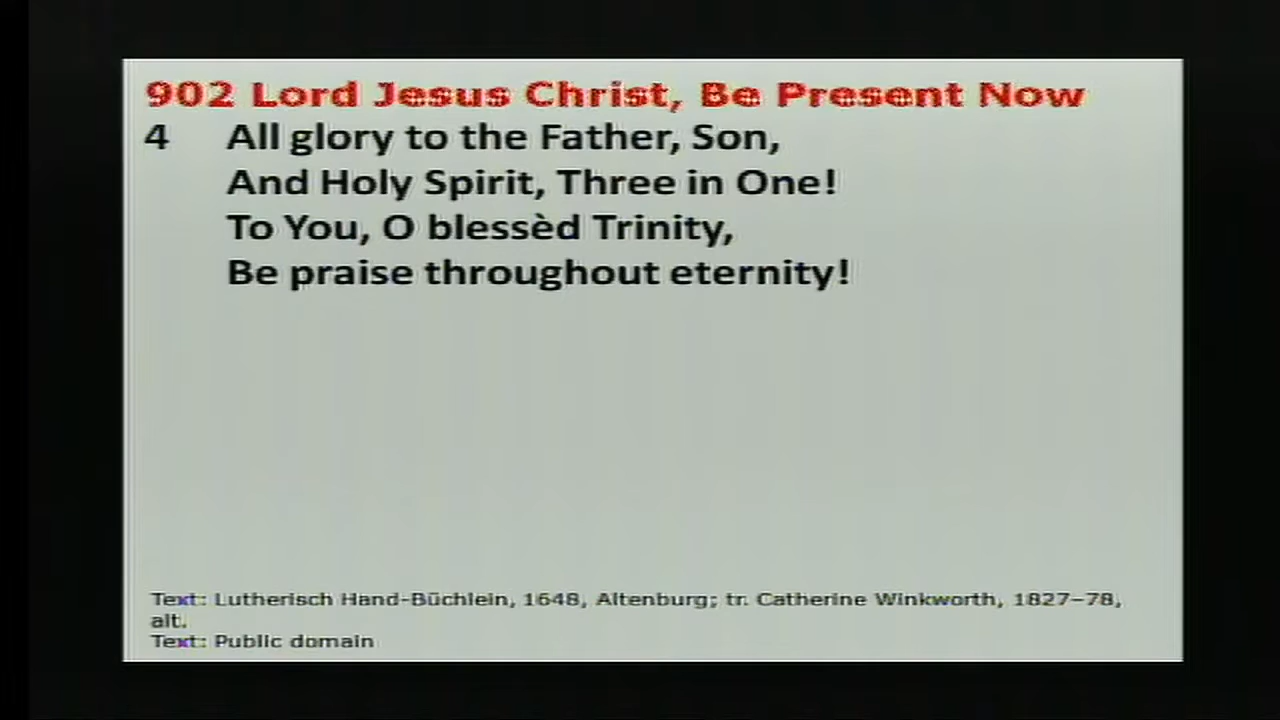 902 Lord Jesus Christ, Be Present Now
4 All glory to the Father, Son,
And Holy Spirit, Three in One!
To You, O blessèd Trinity,
Be praise throughout eternity!
Text: Lutherisch Hand-Büchlein, 1648, Altenburg; tr. Catherine Winkworth, 1827–78,
alt.
Text: Public domain